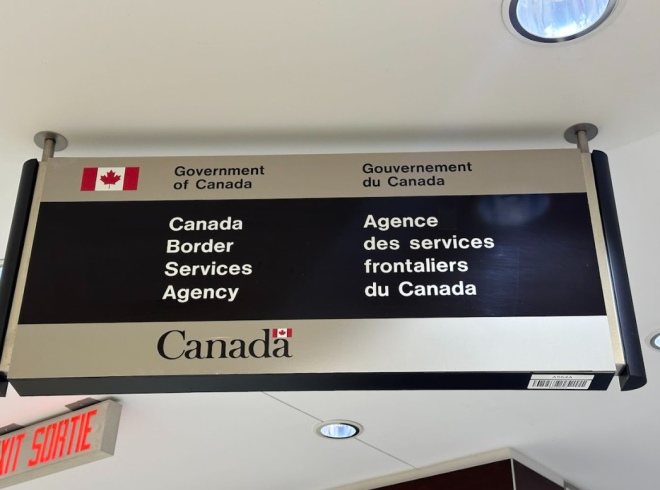 Government
of Canada
Gouvernement
du Canada
Canada
Border
Services
Agency
Agence
des services
frontaliers
du Canada
Canada
SORTIE